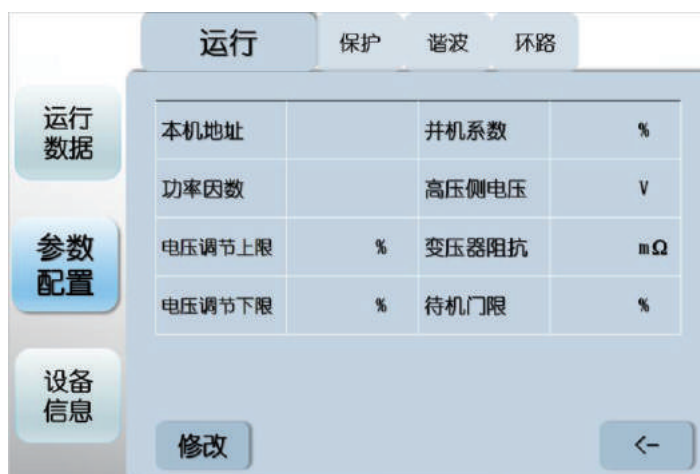 运行
保护
谐波
环路
运行
数据
参数
配置
设备
信息
本机地址
并机系数 %
功率因数
高压侧电压 V
电压调节上限 % 变压器阻抗 mΩ
电压调节下限 % 待机门限 %
修改
<-